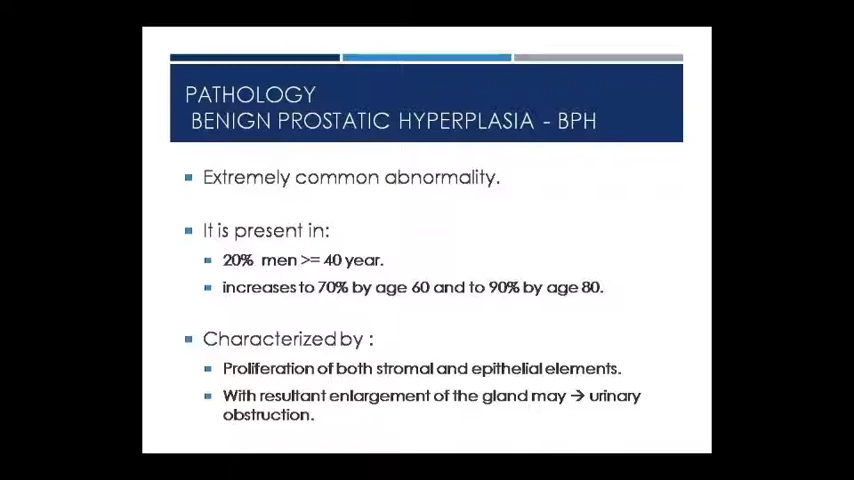 PATHOLOGY
BENIGN PROSTATIC HYPERPLASIA - BPH
Extremely common abnormality.
It is present in:
20% men >= 40 year.
increases to 70% by age 60 and to 90% by age 80.
Characterized by :
Proliferation of both stromal and epithelial elements.
With resultant enlargement of the gland may → urinary
obstruction.